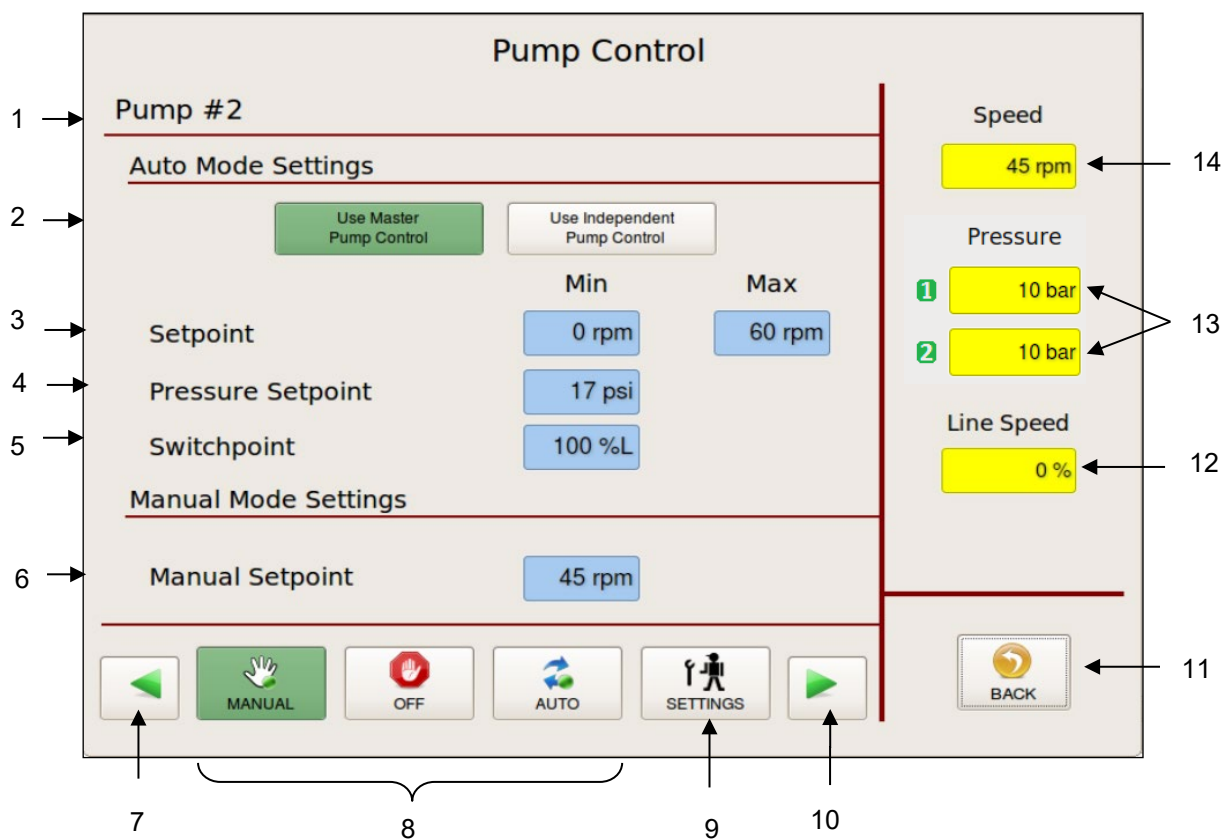 Pump Control
1
Pump #2
Auto Mode Settings
2
Use Master
Pump Control
Use Independent
Pump Control
Min Max
3
Setpoint 0 rpm 60 rpm
4
Pressure Setpoint 17 psi
5
Switchpoint 100 %L
Manual Mode Settings
6
Manual Setpoint 45 rpm
MANUAL OFF AUTO SETTINGS
7 8 9 10
Speed
45 rpm 14
Pressure
1 10 bar
13
2 10 bar
Line Speed
0 % 12
BACK 11